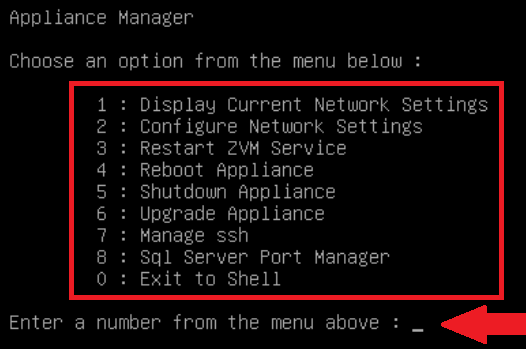 Appliance Manager
Choose an option from the menu below :
1 : Display Current Network Settings
2 : Configure Network Settings
3 : Restart ZVM Service
4 : Reboot Appliance
5 : Shutdown Appliance
6 : Upgrade Appliance
7 : Manage ssh
8 : Sql Server Port Manager
0 : Exit to Shell
Enter a number from the menu above : _